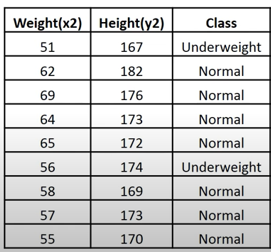 Weight(x2) Height(y2) Class
51 167 Underweight
62 182 Normal
69 176 Normal
64 173 Normal
65 172 Normal
56 174 Underweight
58 169 Normal
57 173 Normal
55 170 Normal